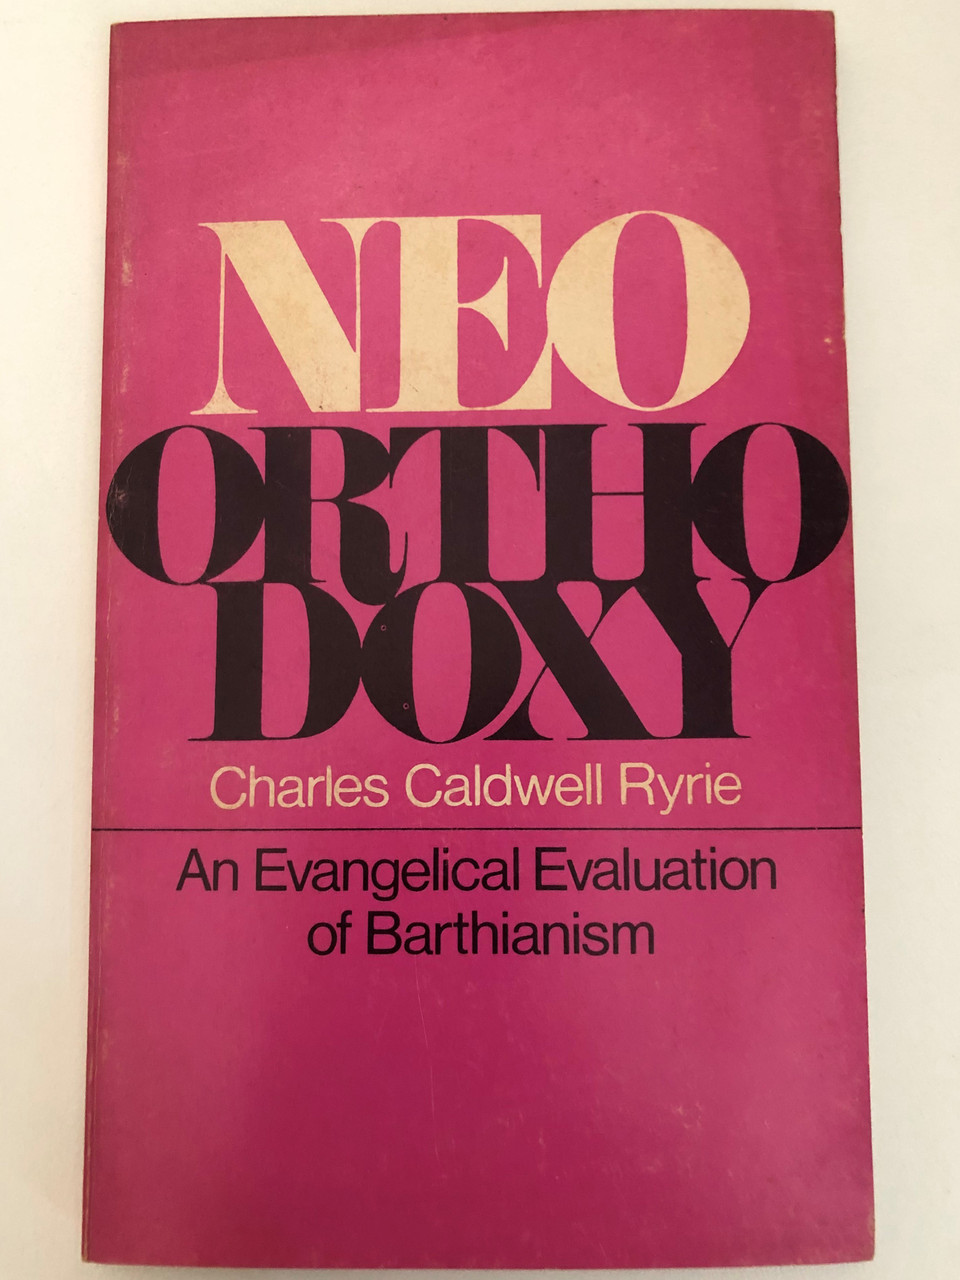 NEO
ORTHO
DOXY
Charles Caldwell Ryrie
An Evangelical Evaluation
of Barthianism